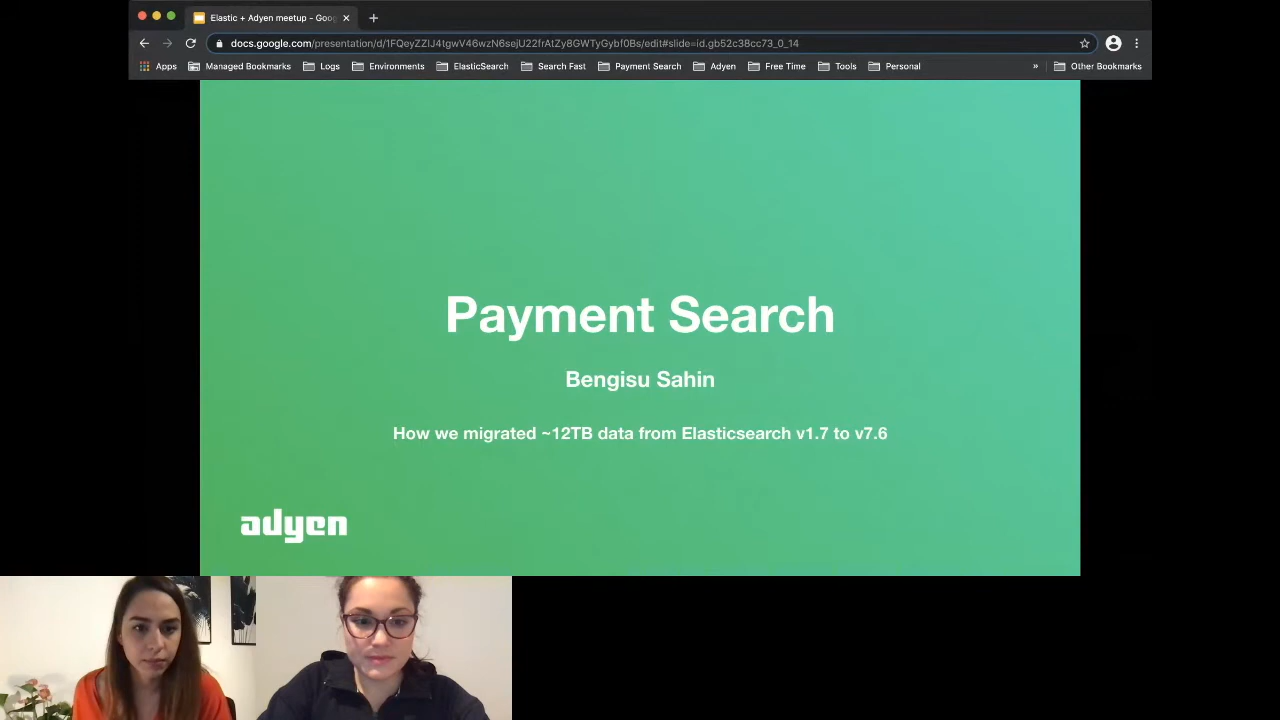 Elastic + Adyen meetup - Goog
docs.google.com/presentation/d/1FQeyZZlJ4tgwV46wzN6sejU22frAtZy8GWTyGybf0Bs/edit#slide=id.gb52c38cc73_0_14
Apps Managed Bookmarks Logs Environments ElasticSearch Search Fast Payment Search Adyen Free Time Tools Personal » Other Bookmarks
Payment Search
Bengisu Sahin
How we migrated ~12TB data from Elasticsearch v1.7 to v7.6
adyen